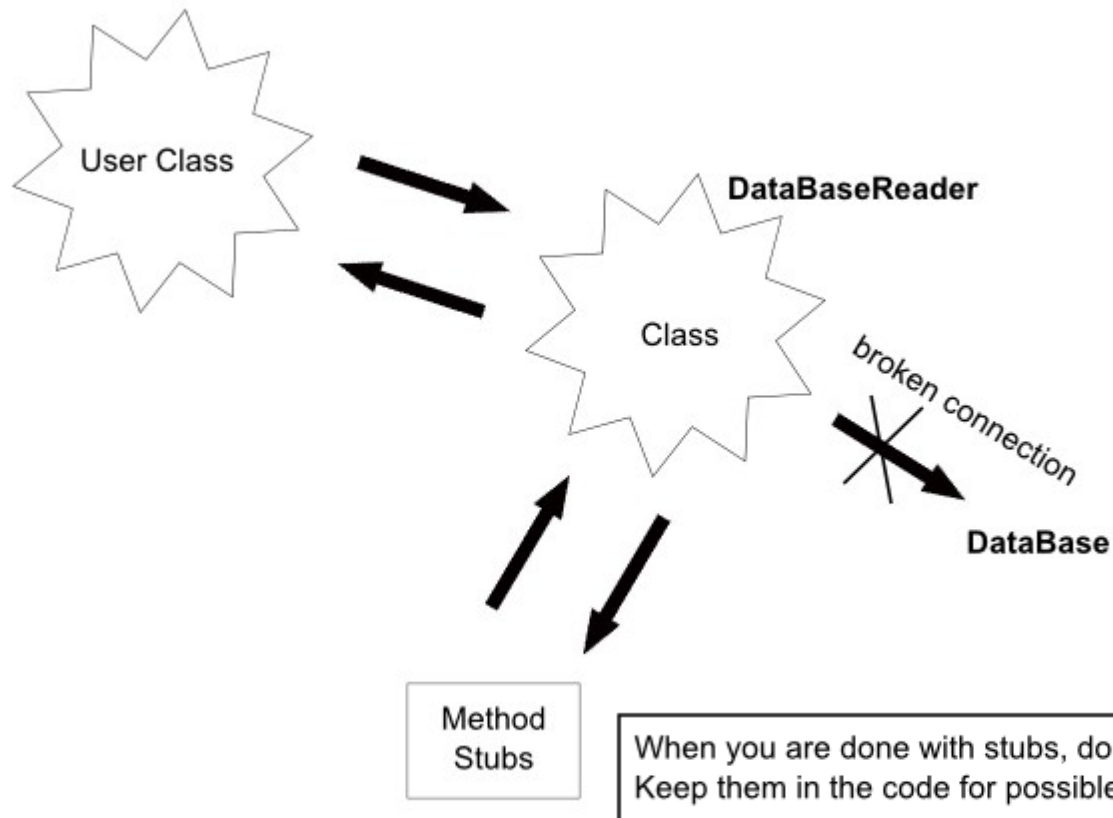 User Class
DataBaseReader
Class
broken connection
DataBase
Method
Stubs
When you are done with stubs, do
Keep them in the code for possible